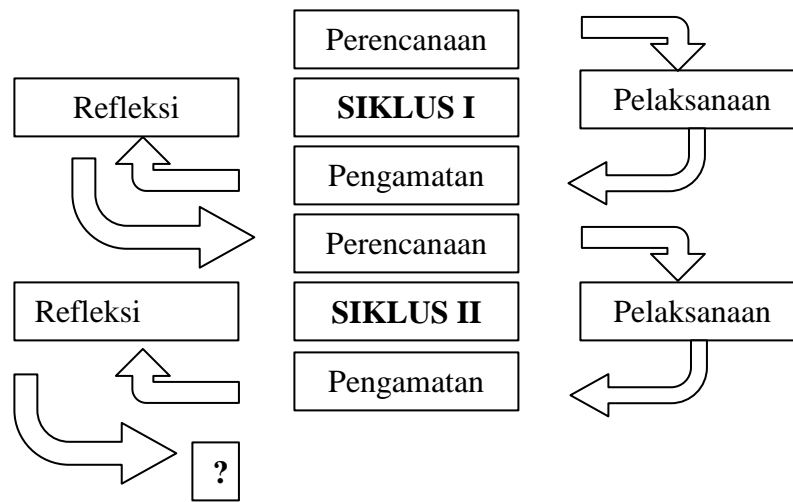 Perencanaan
Refleksi
SIKLUS I
Pelaksanaan
Pengamatan
Perencanaan
Refleksi
SIKLUS II
Pelaksanaan
Pengamatan
?